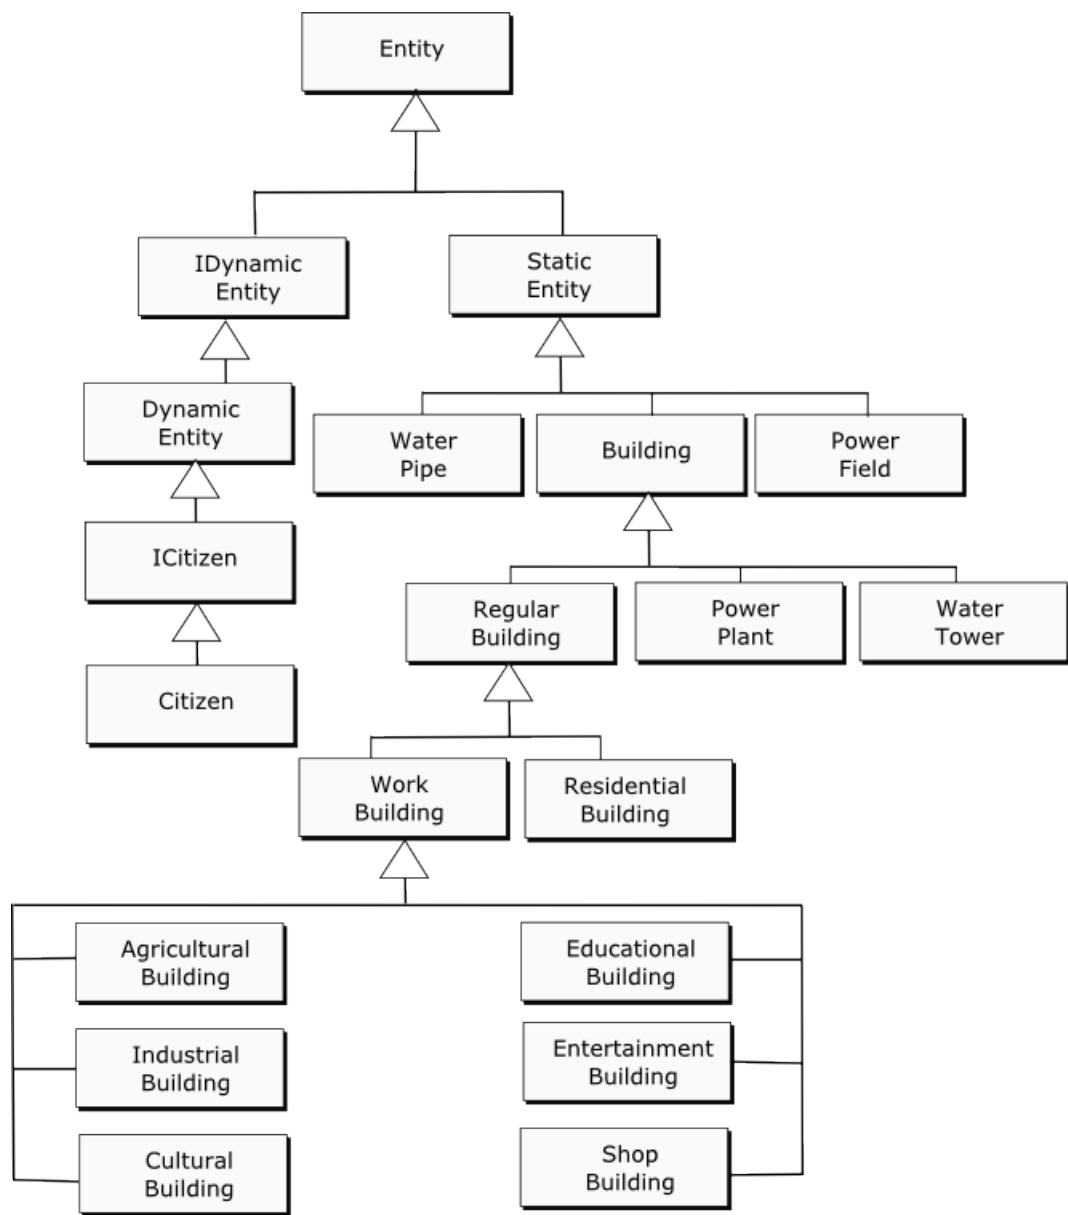 Entity
IDynamic
Entity
Static
Entity
Dynamic
Entity
Water
Pipe
Building
Power
Field
ICitizen
Regular
Building
Power
Plant
Water
Tower
Citizen
Work
Building
Residential
Building
Agricultural
Building
Educational
Building
Industrial
Building
Entertainment
Building
Cultural
Building
Shop
Building